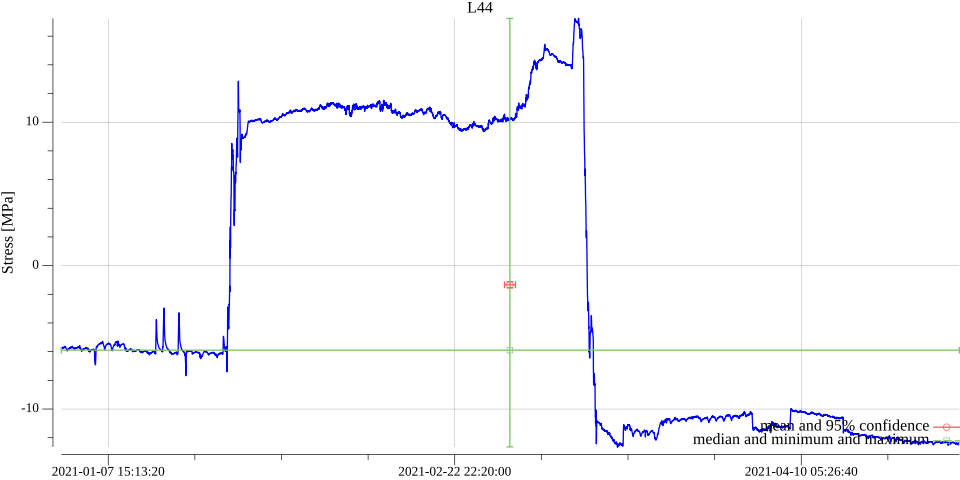 L44
Stress [MPa]
10
0
-10
mean and 95% confidence
median and minimum and maximum
2021-01-07 15:13:20
2021-02-22 22:20:00
2021-04-10 05:26:40